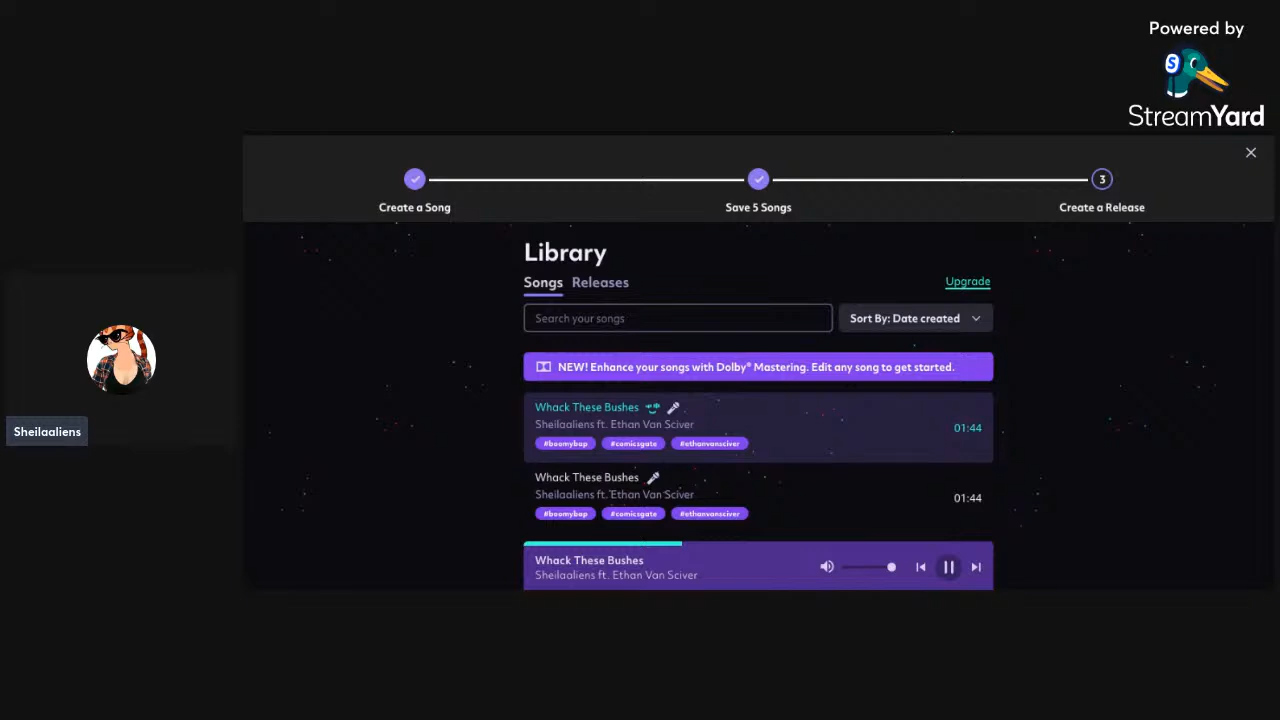 Powered by
S
StreamYard
3
Create a Song
Save 5 Songs
Create a Release
Library
Songs Releases
Upgrade
Search your songs
Sort By: Date created
NEW! Enhance your songs with Dolby® Mastering. Edit any song to get started.
Whack These Bushes
Sheilaaliens ft. Ethan Van Sciver
01:44
#boomybap #comicsgate #ethanvansciver
Whack These Bushes
Sheilaaliens ft. Ethan Van Sciver
01:44
#boomybap #comicsgate #ethanvansciver
Whack These Bushes
Sheilaaliens ft. Ethan Van Sciver
Sheilaaliens